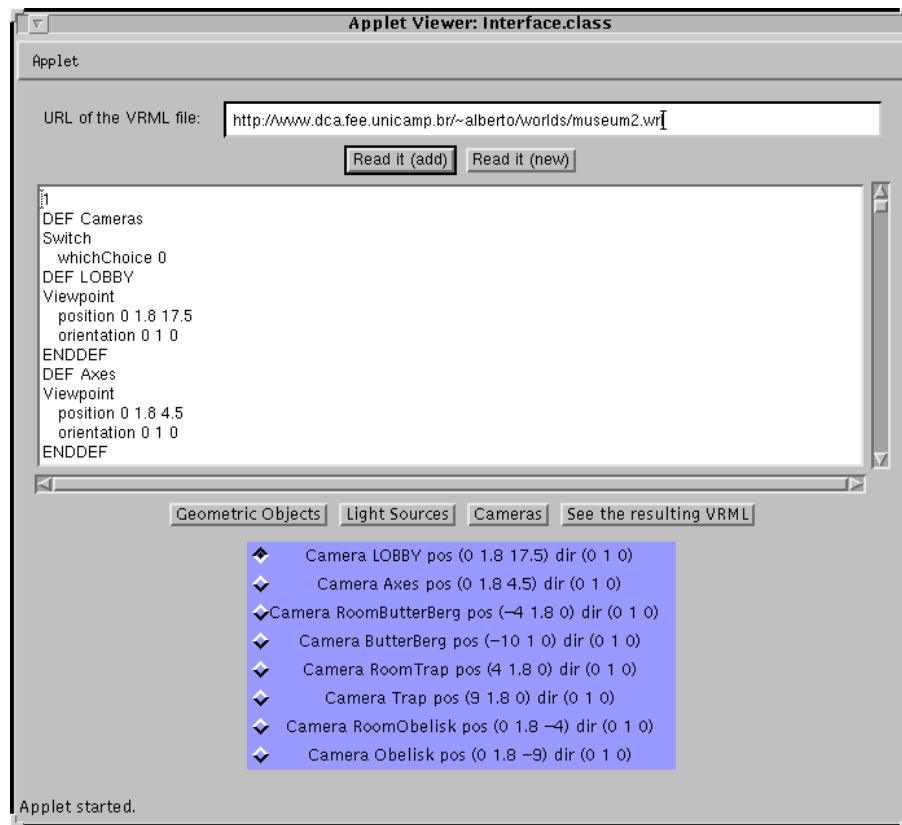 Applet Viewer: Interface.class
Applet
URL of the VRML file: http://www.dca.fee.unicamp.br/~alberto/worlds/museum2.wrl
Read it (add) Read it (new)
1
DEF Cameras
Switch
whichChoice 0
DEF LOBBY
Viewpoint
position 0 1.8 17.5
orientation 0 1 0
ENDDEF
DEF Axes
Viewpoint
position 0 1.8 4.5
orientation 0 1 0
ENDDEF
Geometric Objects Light Sources Cameras See the resulting VRML
Camera LOBBY pos (0 1.8 17.5) dir (0 1 0)
Camera Axes pos (0 1.8 4.5) dir (0 1 0)
Camera RoomButterBerg pos (−4 1.8 0) dir (0 1 0)
Camera ButterBerg pos (−10 1 0) dir (0 1 0)
Camera RoomTrap pos (4 1.8 0) dir (0 1 0)
Camera Trap pos (9 1.8 0) dir (0 1 0)
Camera RoomObelisk pos (0 1.8 −4) dir (0 1 0)
Camera Obelisk pos (0 1.8 −9) dir (0 1 0)
Applet started.